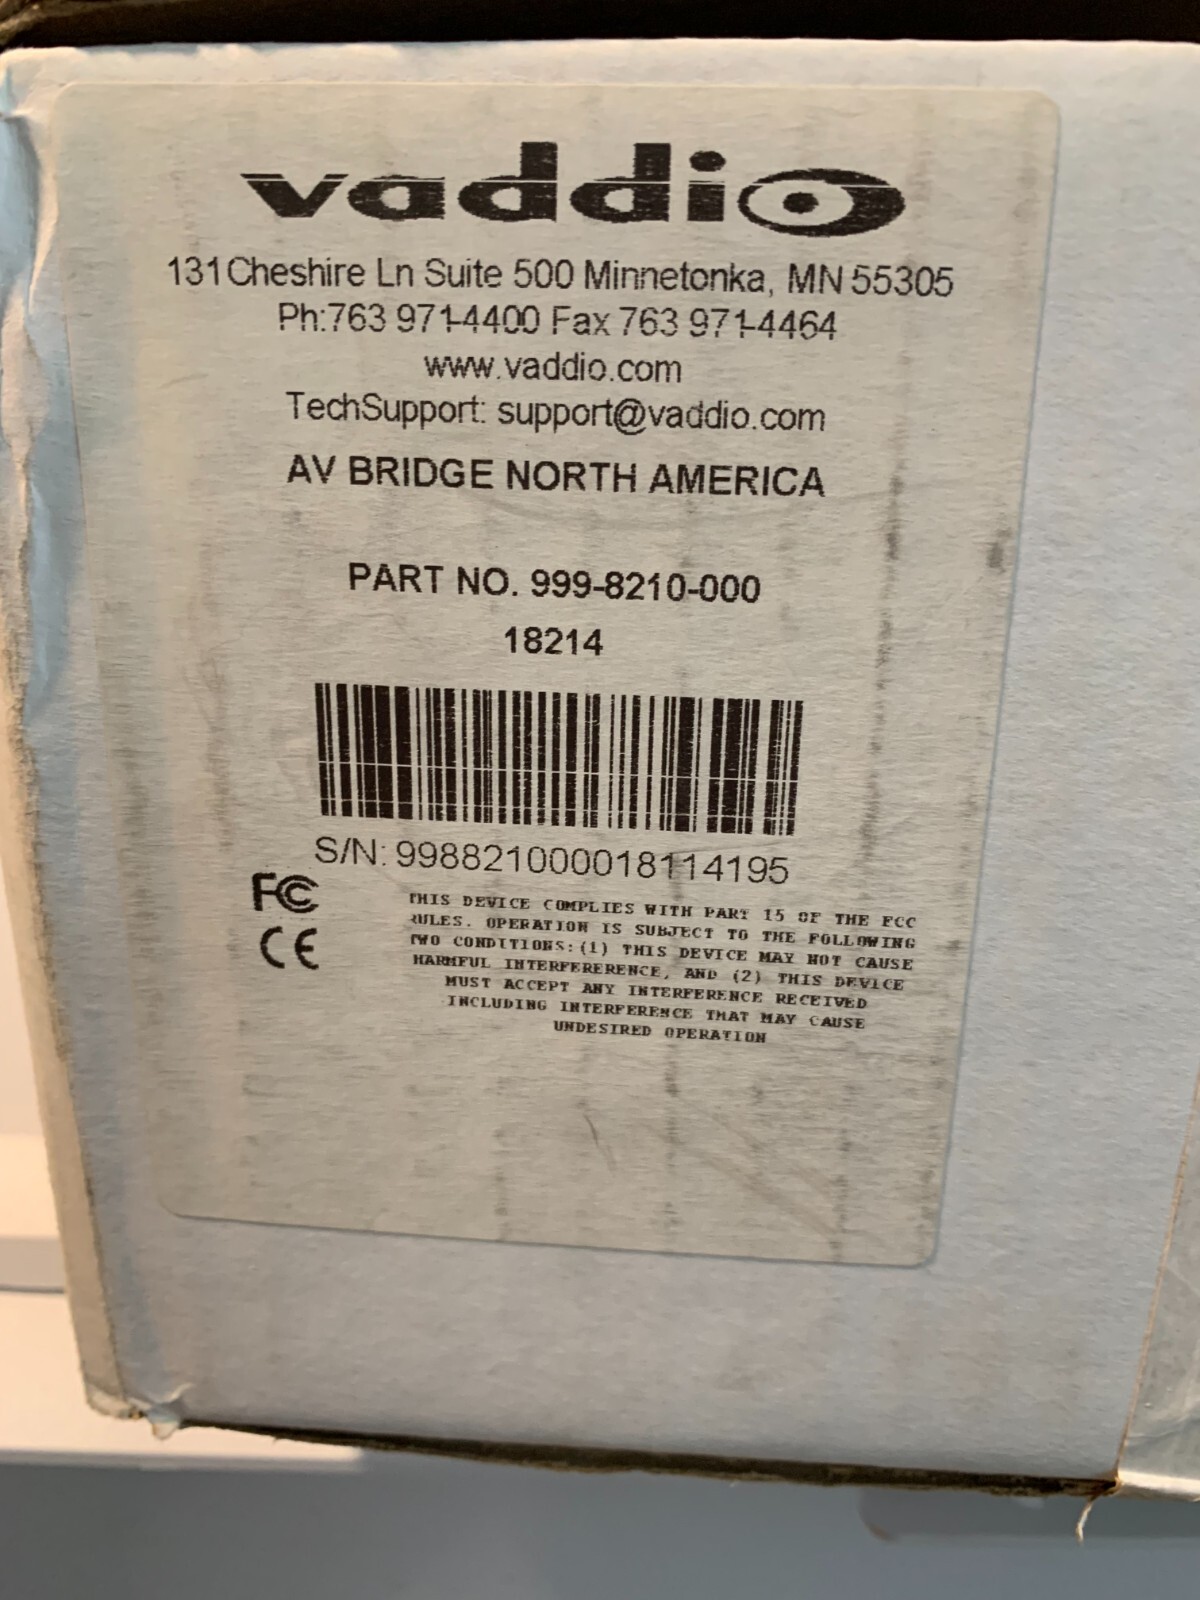 vaddio
131 Cheshire Ln Suite 500 Minnetonka, MN 55305
Ph:763 971-4400 Fax 763 971-4464
www.vaddio.com
TechSupport: support@vaddio.com
AV BRIDGE NORTH AMERICA
PART NO. 999-8210-000
18214
S/N: 998821000018114195
FC
CE
THIS DEVICE COMPLIES WITH PART 15 OF THE FCC
RULES. OPERATION IS SUBJECT TO THE FOLLOWING
TWO CONDITIONS:(1) THIS DEVICE MAY NOT CAUSE
HARMFUL INTERFERERENCE, AND (2) THIS DEVICE
MUST ACCEPT ANY INTERFERENCE RECEIVED
INCLUDING INTERFERENCE THAT MAY CAUSE
UNDESIRED OPERATION